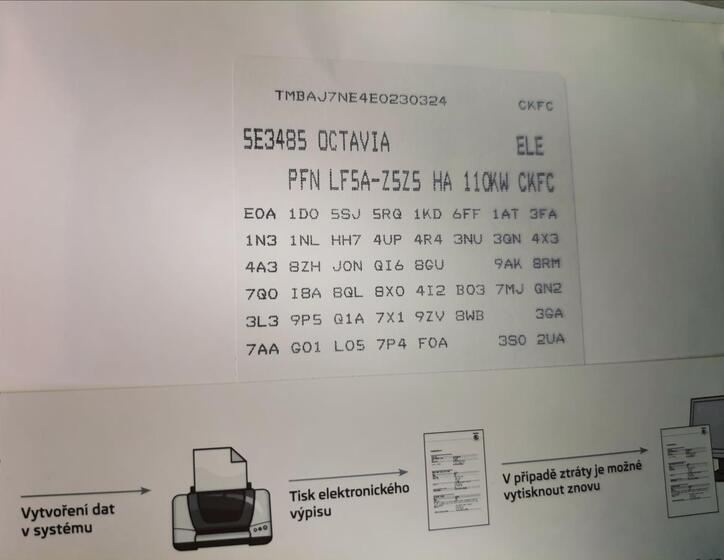 TMBAJ7NE4E0230324 CKFC
5E3485 OCTAVIA ELE
PFN LF5A-Z5Z5 HA 110KW CKFC
E0A 1D0 5SJ 5RQ 1KD 6FF 1AT 3FA
1N3 1NL HH7 4UP 4R4 3NU 3QN 4X3
4A3 8ZH J0N QI6 8GU 9AK 8RM
7Q0 I8A 8QL 8X0 4I2 B03 7MJ QN2
3L3 9P5 Q1A 7X1 9ZV 8WB 3GA
7AA G01 L05 7P4 F0A 3S0 2UA
Vytvoření dat
v systému
Tisk elektronického
výpisu
V případě ztráty je možné
vytisknout znovu